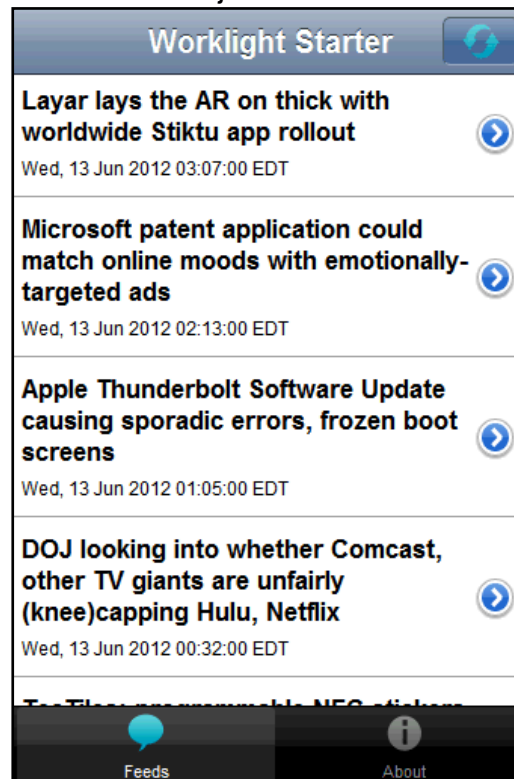 Worklight Starter
Layar lays the AR on thick with
worldwide Stiktu app rollout
Wed, 13 Jun 2012 03:07:00 EDT
Microsoft patent application could
match online moods with emotionally-
targeted ads
Wed, 13 Jun 2012 02:13:00 EDT
Apple Thunderbolt Software Update
causing sporadic errors, frozen boot
screens
Wed, 13 Jun 2012 01:05:00 EDT
DOJ looking into whether Comcast,
other TV giants are unfairly
(knee)capping Hulu, Netflix
Wed, 13 Jun 2012 00:32:00 EDT
programmable NFC stickers
Feeds
About